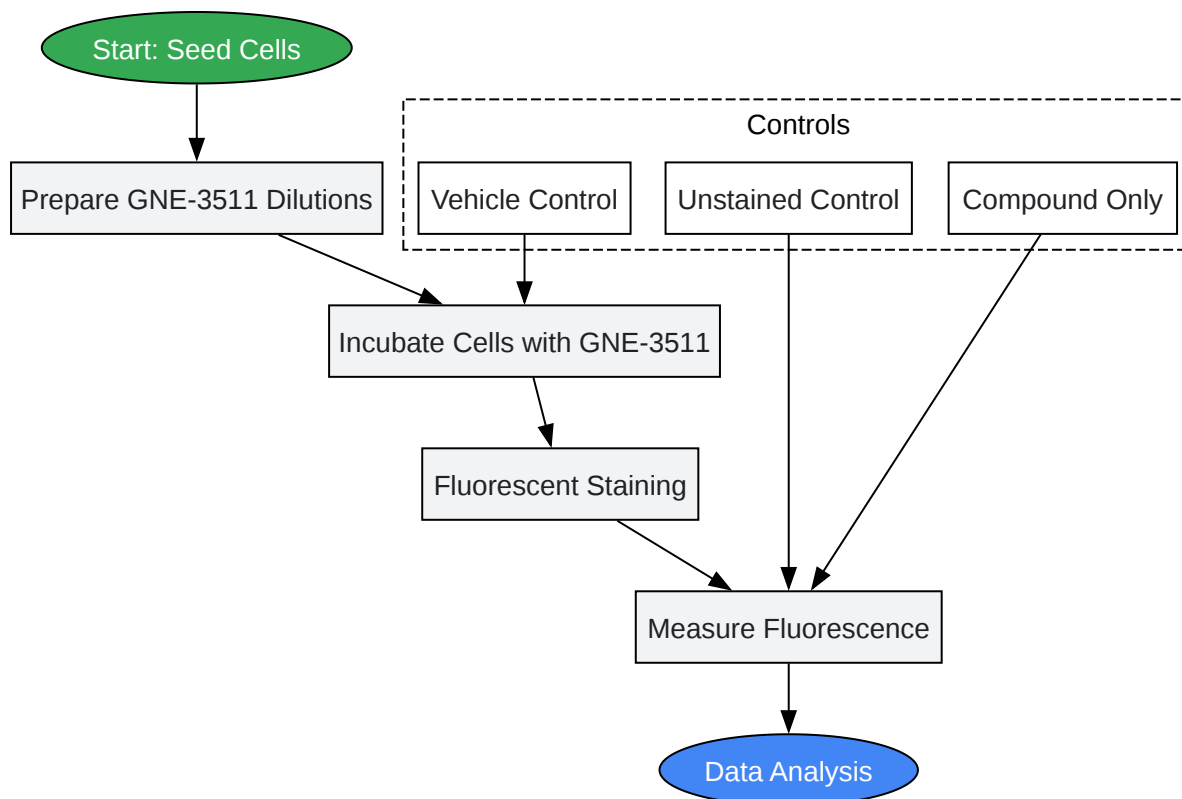 Start: Seed Cells
Controls
Prepare GNE-3511 Dilutions
Vehicle Control
Unstained Control
Compound Only
Incubate Cells with GNE-3511
Fluorescent Staining
Measure Fluorescence
Data Analysis